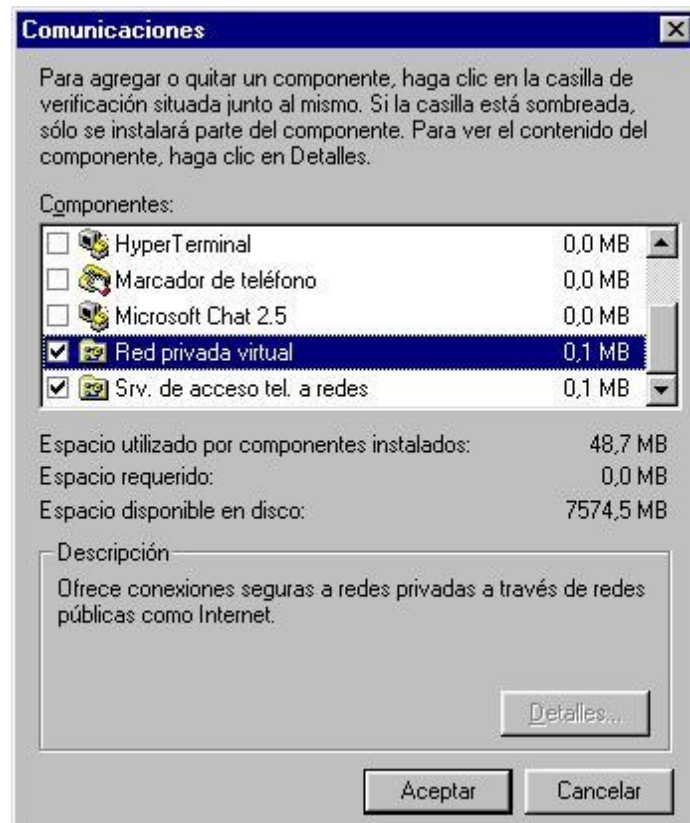 Comunicaciones
Para agregar o quitar un componente, haga clic en la casilla de
verificación situada junto al mismo. Si la casilla está sombreada,
sólo se instalará parte del componente. Para ver el contenido del
componente, haga clic en Detalles.
Componentes:
HyperTerminal 0,0 MB
Marcador de teléfono 0,0 MB
Microsoft Chat 2.5 0,0 MB
Red privada virtual 0,1 MB
Srv. de acceso tel. a redes 0,1 MB
Espacio utilizado por componentes instalados: 48,7 MB
Espacio requerido: 0,0 MB
Espacio disponible en disco: 7574,5 MB
Descripción
Ofrece conexiones seguras a redes privadas a través de redes
públicas como Internet.
Detalles...
Aceptar Cancelar